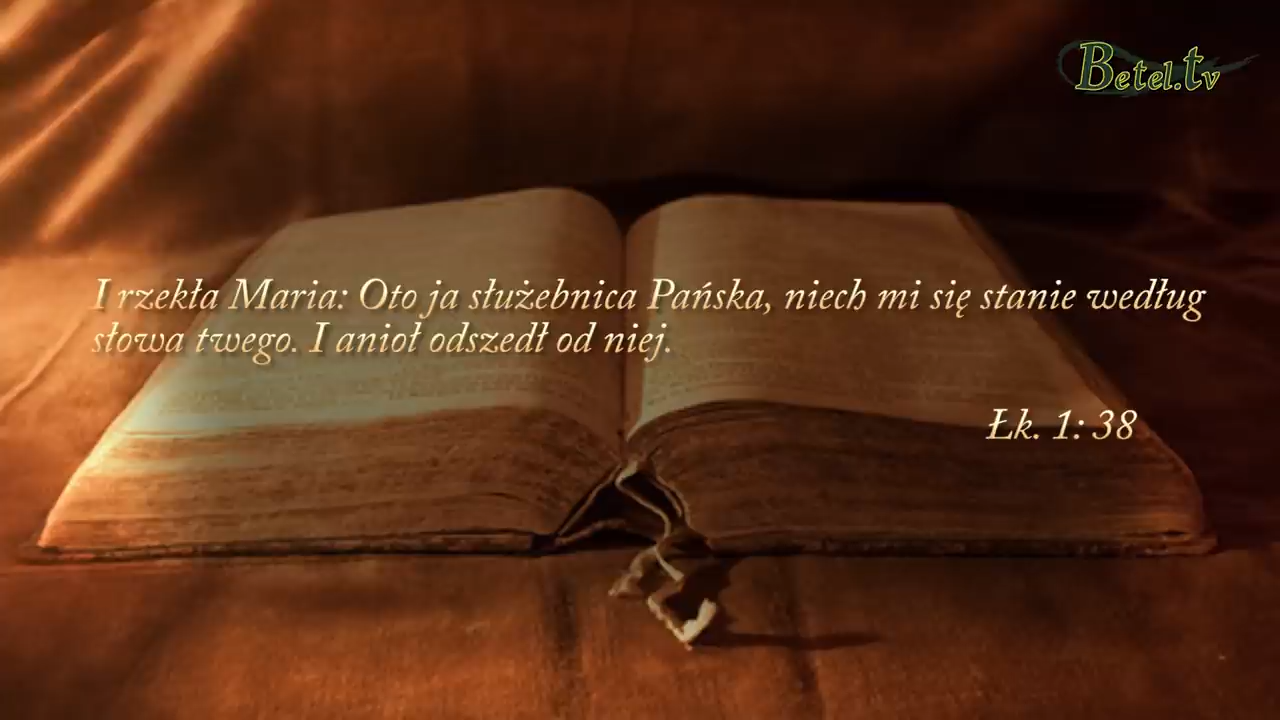 Betel.tv
I rzekła Maria: Oto ja służebnica Pańska, niech mi się stanie według
słowa twego. I anioł odszedł od niej.
Łk. 1: 38